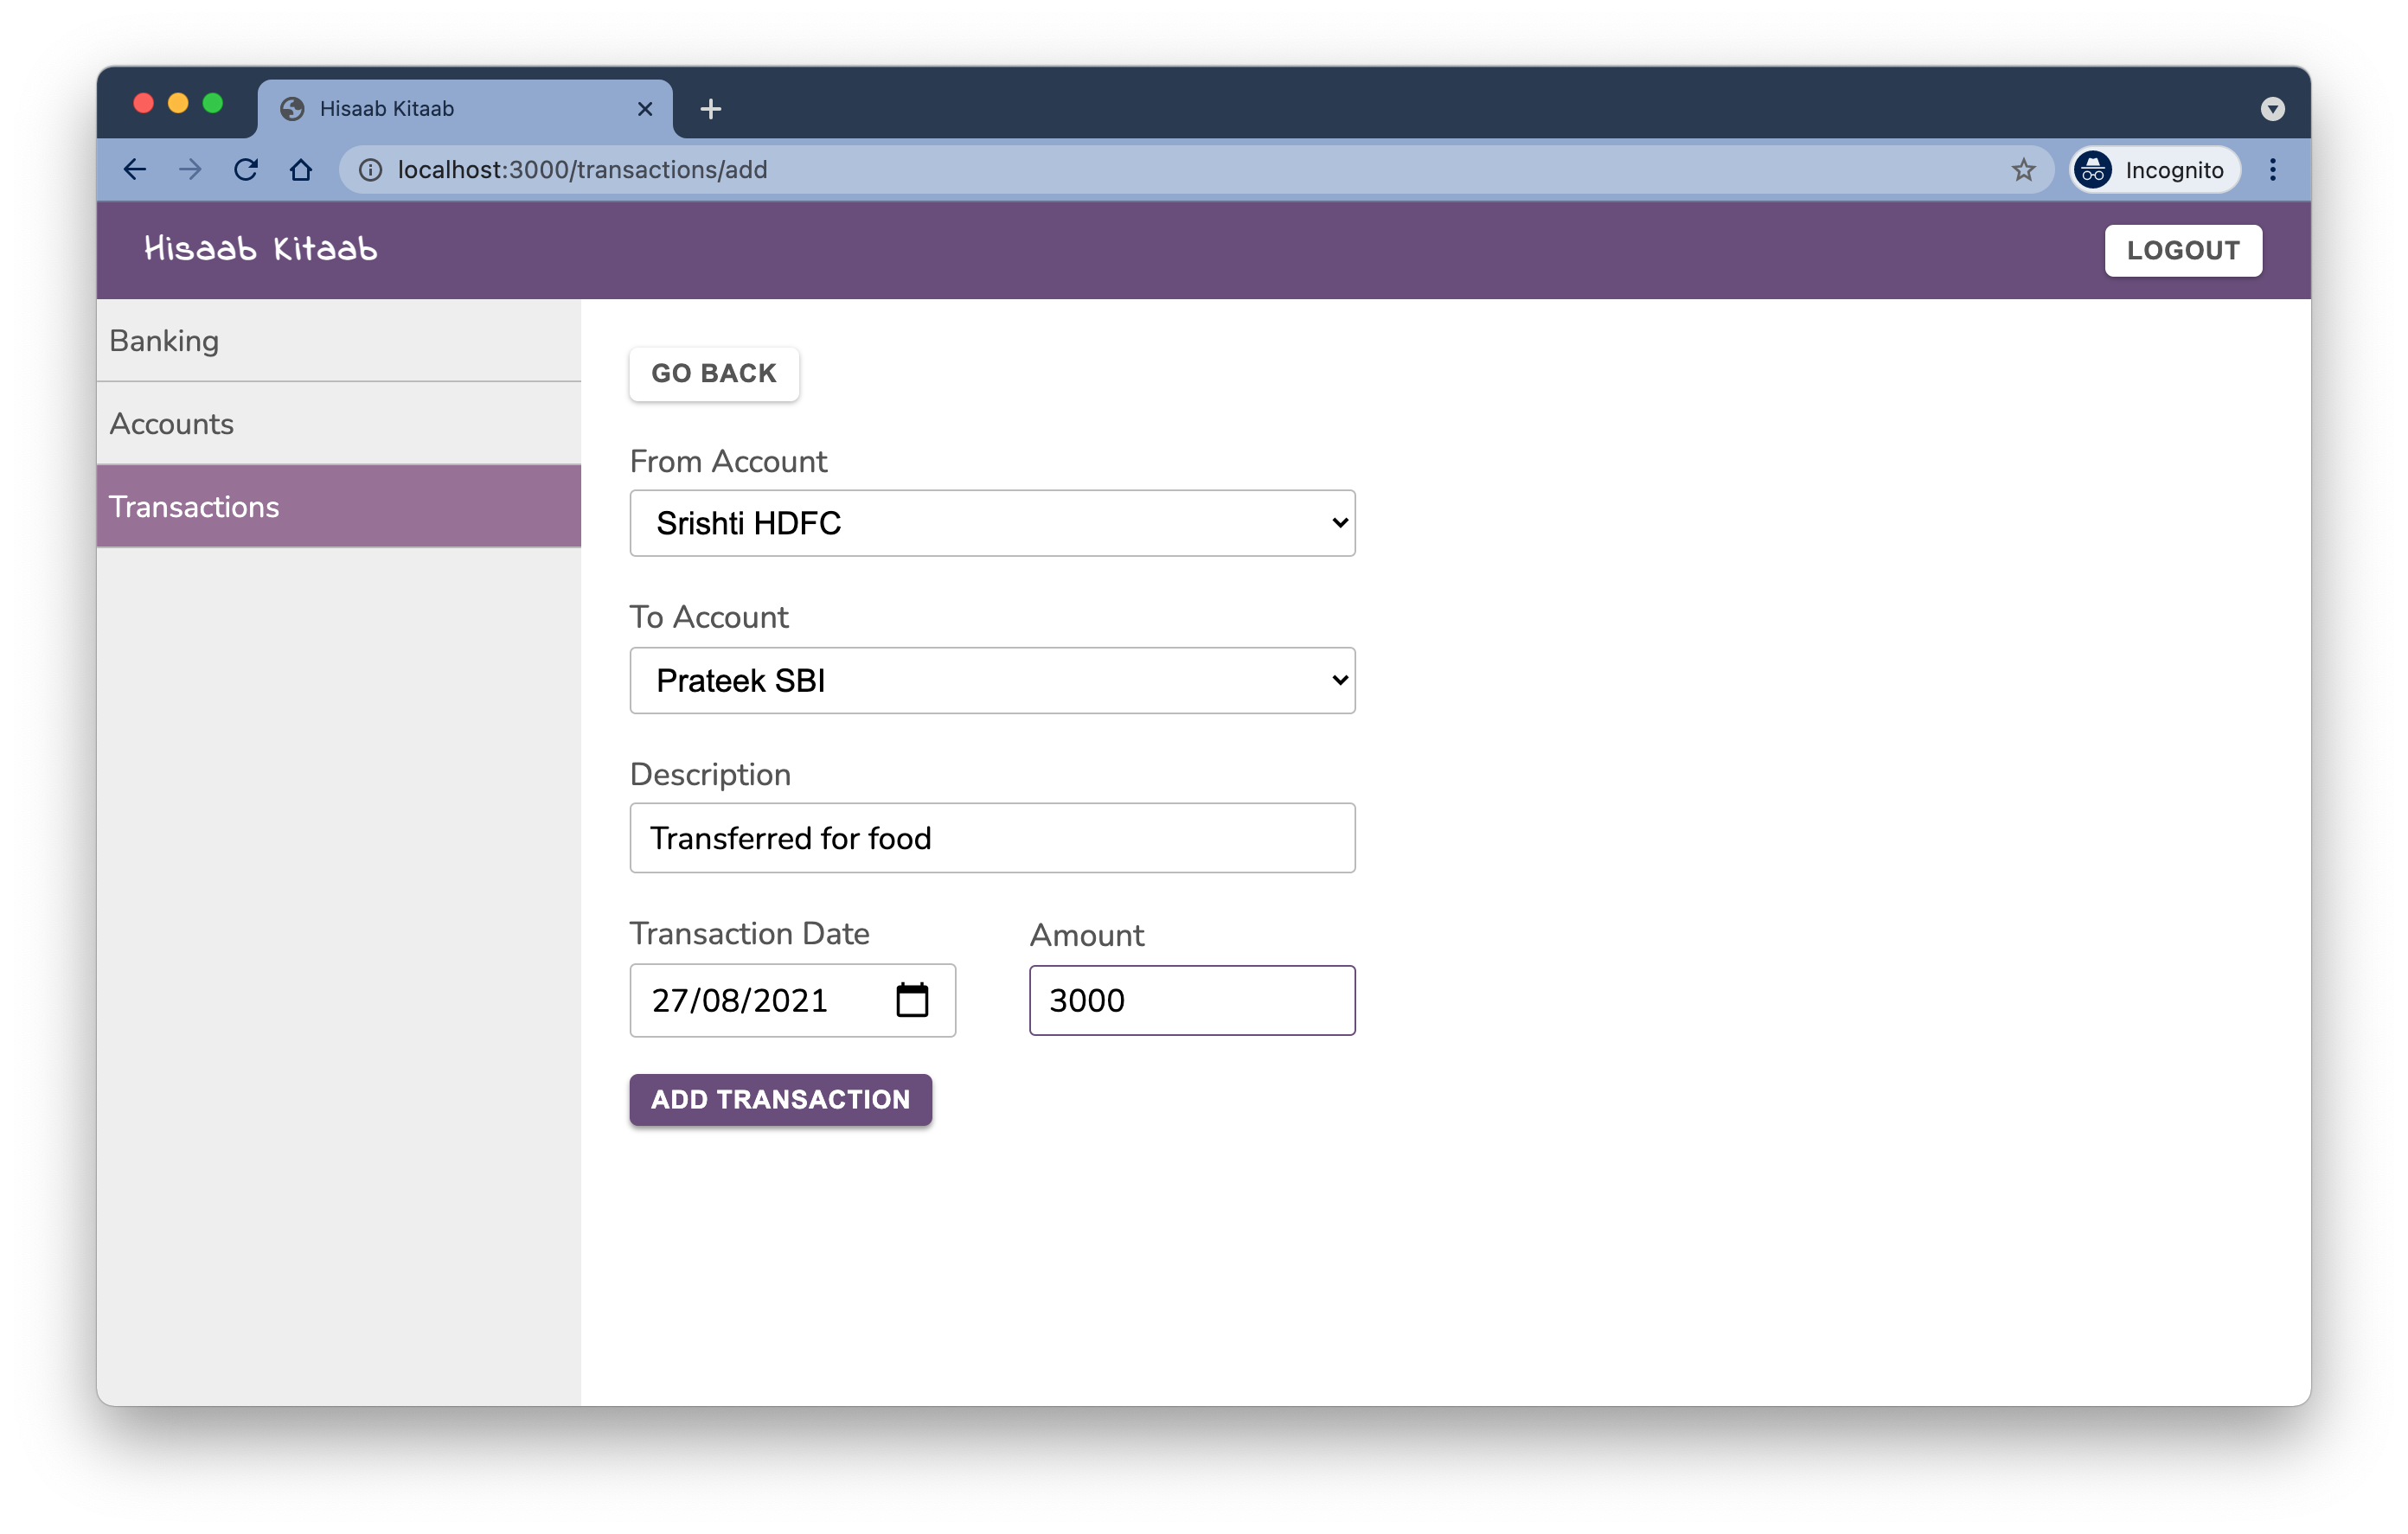 Hisaab Kitaab
localhost:3000/transactions/add
Incognito
Hisaab Kitaab
LOGOUT
Banking
Accounts
Transactions
GO BACK
From Account
Srishti HDFC
To Account
Prateek SBI
Description
Transferred for food
Transaction Date
Amount
27/08/2021
3000
ADD TRANSACTION